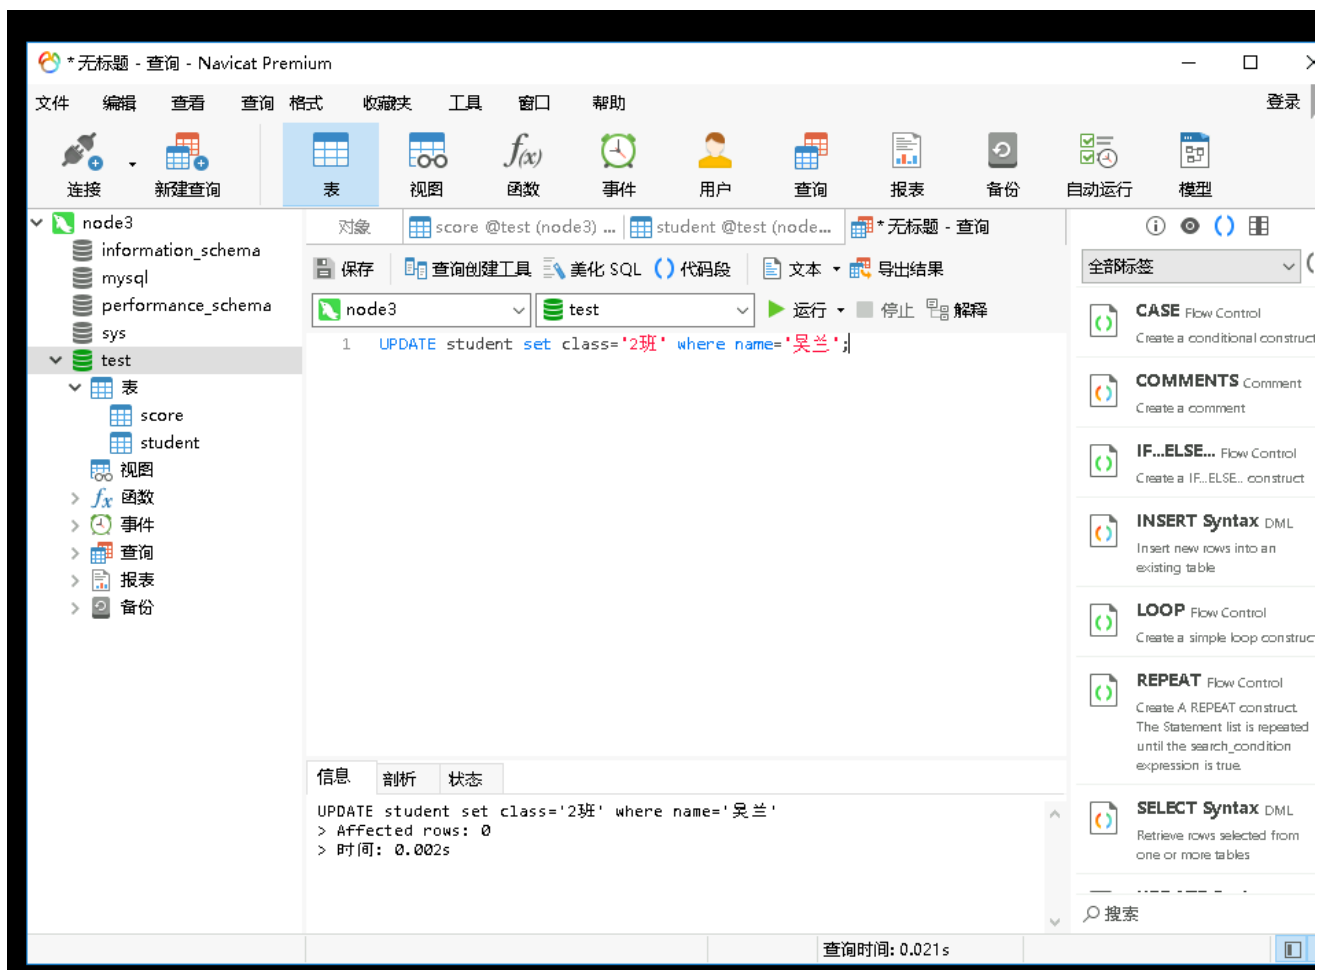 *无标题 - 查询 - Navicat Premium
文件 编辑 查看 查询 格式 收藏夹 工具 窗口 帮助 登录
连接 新建查询 表 视图 函数 事件 用户 查询 报表 备份 自动运行 模型
node3
information_schema
mysql
performance_schema
sys
test
表
score
student
视图
函数
事件
查询
报表
备份
对象 score @test (node3) ... student @test (node... *无标题 - 查询
保存 查询创建工具 美化 SQL () 代码段 文本 导出结果
node3 test 运行 停止 解释
1 UPDATE student set class='2班' where name='吴兰';
信息 剖析 状态
UPDATE student set class='2班' where name='吴兰'
> Affected rows: 0
> 时间: 0.002s
全部标签
CASE Flow Control
Create a conditional construct
COMMENTS Comment
Create a comment
IF...ELSE... Flow Control
Create a IF...ELSE... construct
INSERT Syntax DML
Insert new rows into an
existing table
LOOP Flow Control
Create a simple loop construc
REPEAT Flow Control
Create A REPEAT construct.
The Statement list is repeated
until the search_condition
expression is true.
SELECT Syntax DML
Retrieve rows selected from
one or more tables
搜索
查询时间: 0.021s